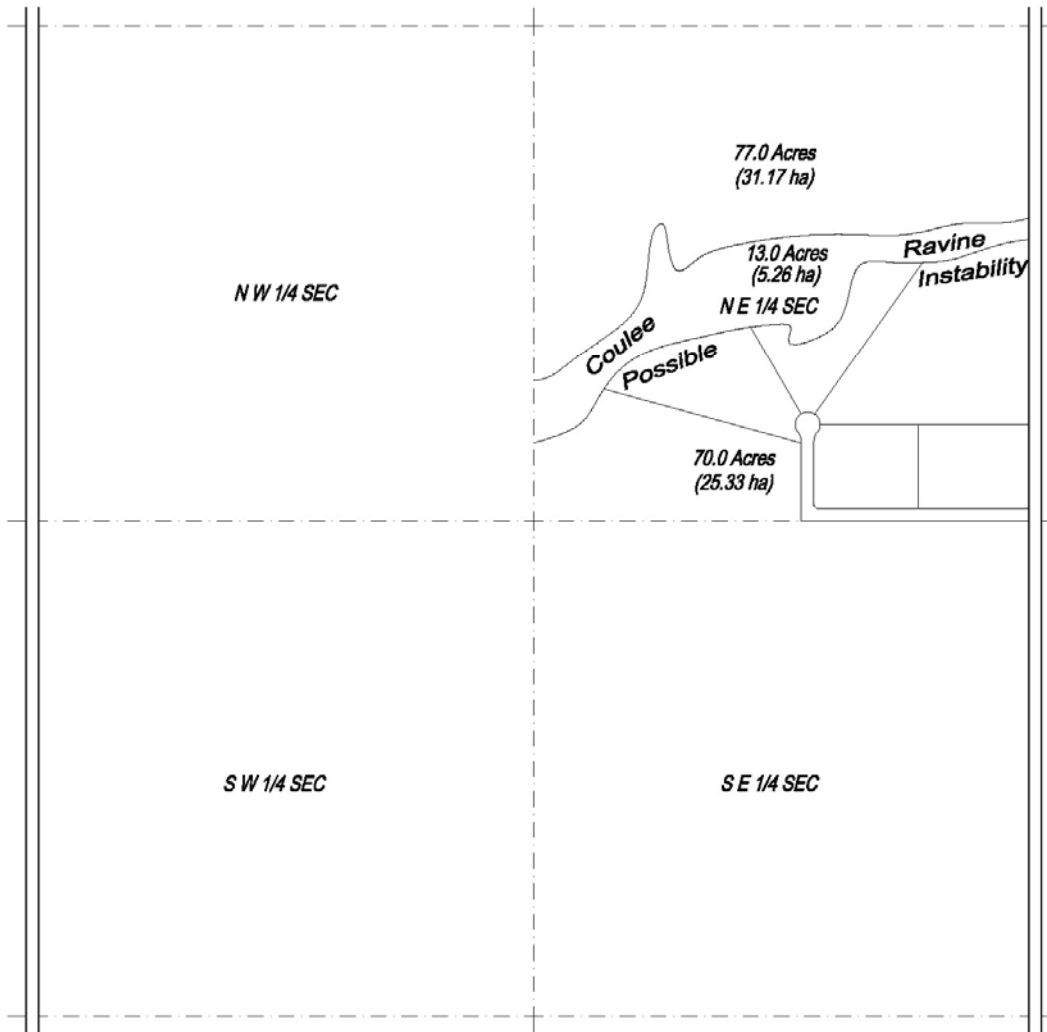 77.0 Acres
(31.17 ha)
Ravine
13.0 Acres
(5.26 ha)
Instability
N W 1/4 SEC
N E 1/4 SEC
Coulee
Possible
70.0 Acres
(25.33 ha)
S W 1/4 SEC
S E 1/4 SEC